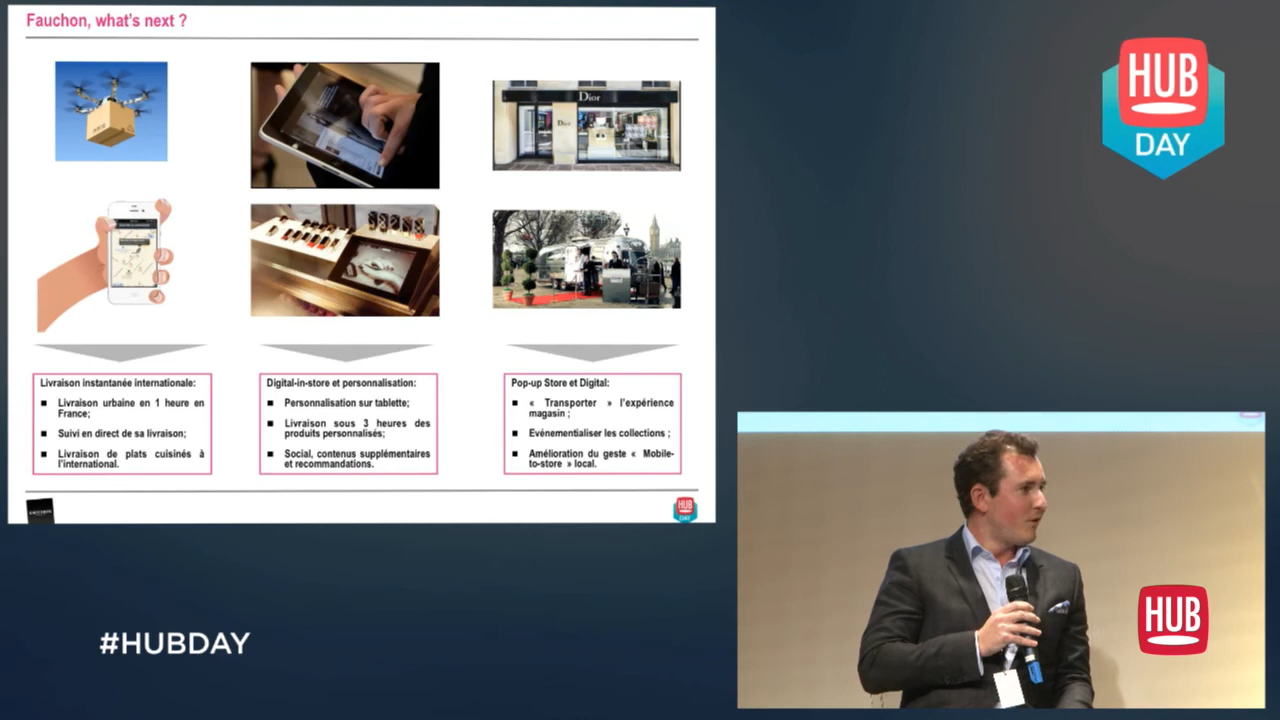 Fauchon, what's next ?
Dior
Dior
Livraison instantanée internationale:
■ Livraison urbaine en 1 heure en
France;
■ Suivi en direct de sa livraison;
■ Livraison de plats cuisinés à
l'international.
Digital-in-store et personnalisation:
■ Personnalisation sur tablette;
■ Livraison sous 3 heures des
produits personnalisés;
■ Social, contenus supplémentaires
et recommandations.
Pop-up Store et Digital:
■ « Transporter » l'expérience
magasin ;
■ Evénementialiser les collections ;
■ Amélioration du geste « Mobile-
to-store » local.
HUB
DAY
HUB
DAY
HUB
#HUBDAY